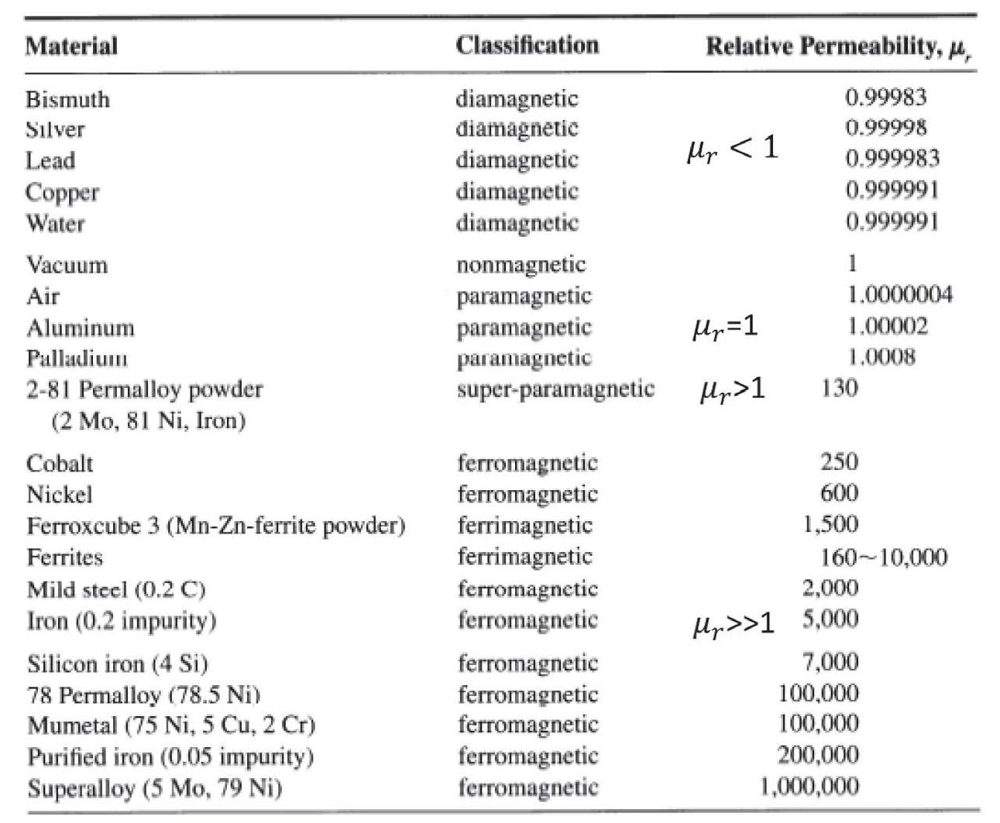 Material Classification Relative Permeability, μr
Bismuth diamagnetic 0.99983
Silver diamagnetic 0.99998
μr < 1
Lead diamagnetic 0.999983
Copper diamagnetic 0.999991
Water diamagnetic 0.999991
Vacuum nonmagnetic 1
Air paramagnetic 1.0000004
Aluminum paramagnetic μr=1 1.00002
Palladium paramagnetic 1.0008
2-81 Permalloy powder super-paramagnetic μr>1 130
(2 Mo, 81 Ni, Iron)
Cobalt ferromagnetic 250
Nickel ferromagnetic 600
Ferroxcube 3 (Mn-Zn-ferrite powder) ferrimagnetic 1,500
Ferrites ferrimagnetic 160~10,000
Mild steel (0.2 C) ferromagnetic 2,000
Iron (0.2 impurity) ferromagnetic μr>>1 5,000
Silicon iron (4 Si) ferromagnetic 7,000
78 Permalloy (78.5 Ni) ferromagnetic 100,000
Mumetal (75 Ni, 5 Cu, 2 Cr) ferromagnetic 100,000
Purified iron (0.05 impurity) ferromagnetic 200,000
Superalloy (5 Mo, 79 Ni) ferromagnetic 1,000,000